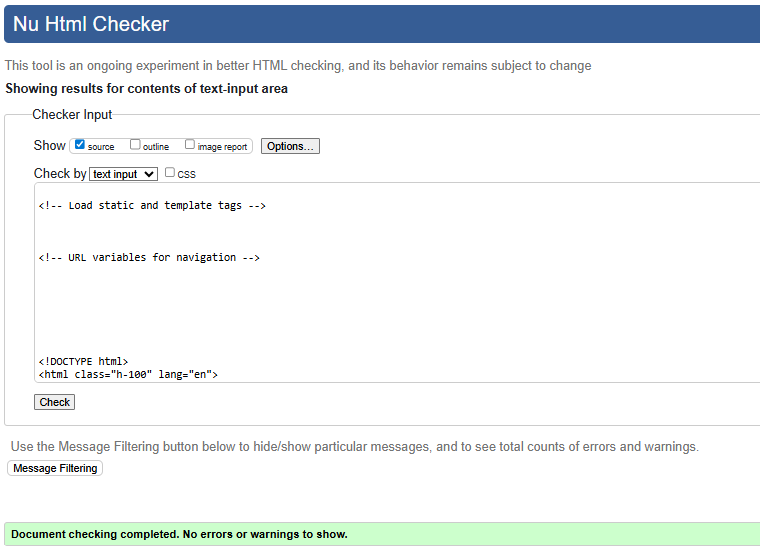 Nu Html Checker
This tool is an ongoing experiment in better HTML checking, and its behavior remains subject to change
Showing results for contents of text-input area
Checker Input
Show source outline image report Options...
Check by text input css
<!-- Load static and template tags -->
<!-- URL variables for navigation -->
<!DOCTYPE html>
<html class="h-100" lang="en">
Check
Use the Message Filtering button below to hide/show particular messages, and to see total counts of errors and warnings.
Message Filtering
Document checking completed. No errors or warnings to show.